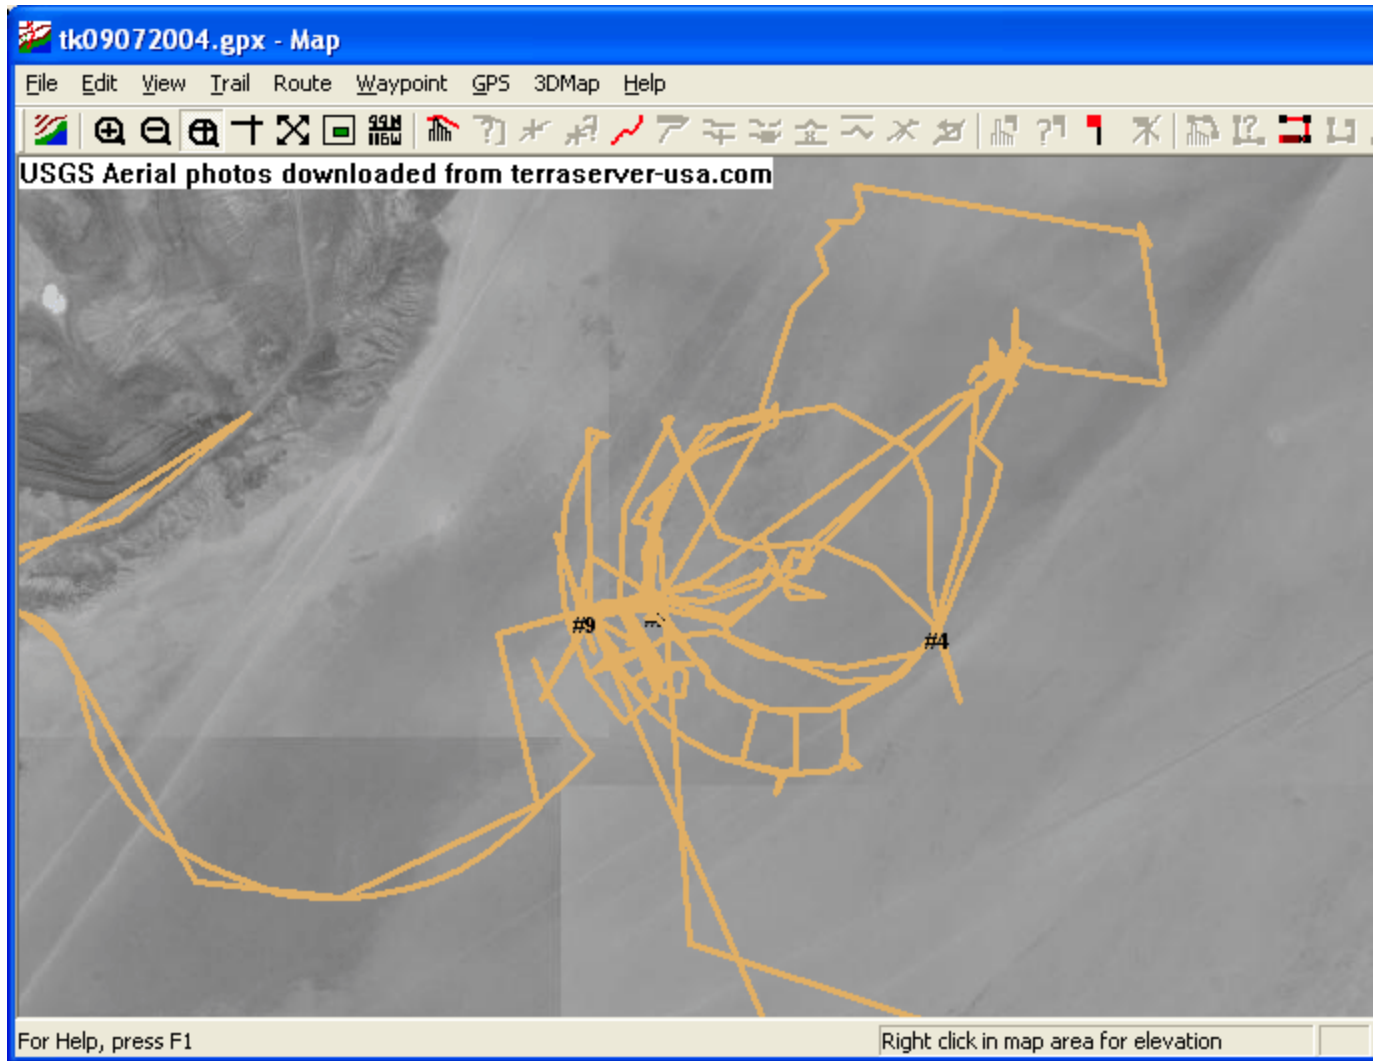 tk09072004.gpx - Map
File Edit View Trail Route Waypoint GPS 3DMap Help
USGS Aerial photos downloaded from terraserver-usa.com
#9
#4
For Help, press F1 Right click in map area for elevation